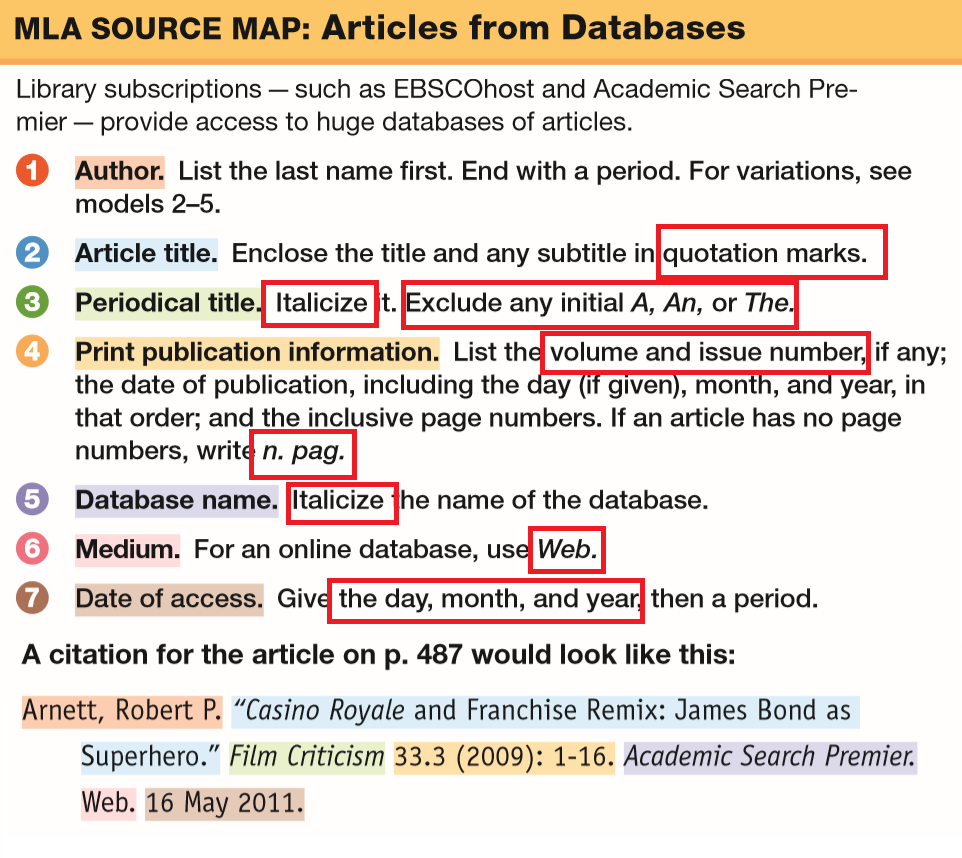 MLA SOURCE MAP: Articles from Databases
Library subscriptions — such as EBSCOhost and Academic Search Pre-
mier — provide access to huge databases of articles.
1 Author. List the last name first. End with a period. For variations, see
models 2–5.
2 Article title. Enclose the title and any subtitle in quotation marks.
3 Periodical title. Italicize it. Exclude any initial A, An, or The.
4 Print publication information. List the volume and issue number, if any;
the date of publication, including the day (if given), month, and year, in
that order; and the inclusive page numbers. If an article has no page
numbers, write n. pag.
5 Database name. Italicize the name of the database.
6 Medium. For an online database, use Web.
7 Date of access. Give the day, month, and year, then a period.
A citation for the article on p. 487 would look like this:
Arnett, Robert P. “Casino Royale and Franchise Remix: James Bond as
Superhero.” Film Criticism 33.3 (2009): 1-16. Academic Search Premier.
Web. 16 May 2011.